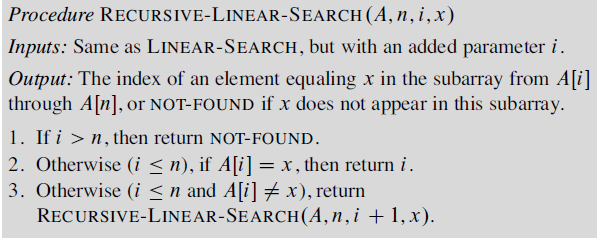 Procedure RECURSIVE-LINEAR-SEARCH(A, n, i, x)
Inputs: Same as LINEAR-SEARCH, but with an added parameter i.
Output: The index of an element equaling x in the subarray from A[i]
through A[n], or NOT-FOUND if x does not appear in this subarray.
1. If i > n, then return NOT-FOUND.
2. Otherwise (i ≤ n), if A[i] = x, then return i.
3. Otherwise (i ≤ n and A[i] ≠ x), return
RECURSIVE-LINEAR-SEARCH(A, n, i + 1, x).